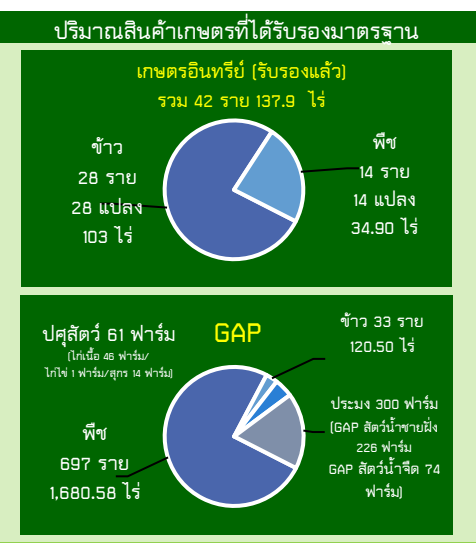 ปริมาณสินค้าเกษตรที่ได้รับรองมาตรฐาน
เกษตรอินทรีย์ (รับรองแล้ว)
รวม 42 ราย 137.9 ไร่
ข้าว
28 ราย
28 แปลง
103 ไร่
พืช
14 ราย
14 แปลง
34.90 ไร่
GAP
ปศุสัตว์ 61 ฟาร์ม
(ไก่เนื้อ 46 ฟาร์ม/
ไก่ไข่ 1 ฟาร์ม/สุกร 14 ฟาร์ม)
ข้าว 33 ราย
120.50 ไร่
ประมง 300 ฟาร์ม
(GAP สัตว์น้ำชายฝั่ง
226 ฟาร์ม
GAP สัตว์น้ำจืด 74
ฟาร์ม)
พืช
697 ราย
1,680.58 ไร่